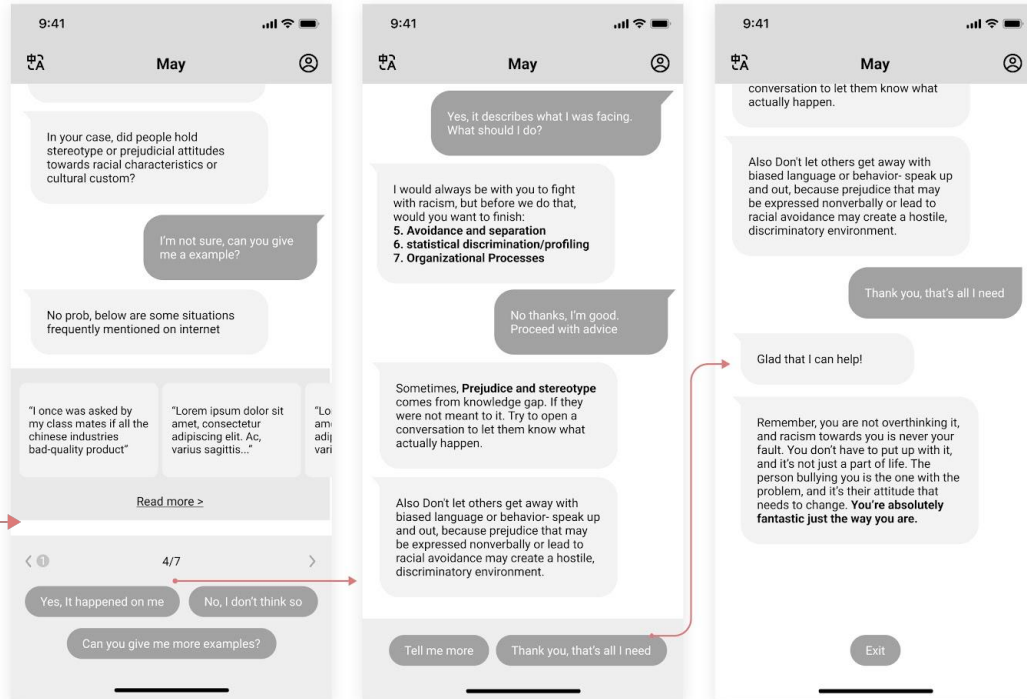 9:41
May
In your case, did people hold
stereotype or prejudicial attitudes
towards racial characteristics or
cultural custom?
I'm not sure, can you give
me a example?
No prob, below are some situations
frequently mentioned on internet
"I once was asked by
my class mates if all the
chinese industries
bad-quality product"
"Lorem ipsum dolor sit
amet, consectetur
adipiscing elit. Ac,
varius sagittis..."
"Lo
Read more >
1
4/7
Yes, It happened on me
No, I don't think so
Can you give me more examples?
9:41
May
Yes, it describes what I was facing.
What should I do?
I would always be with you to fight
with racism, but before we do that,
would you want to finish:
5. Avoidance and separation
6. statistical discrimination/profiling
7. Organizational Processes
No thanks, I'm good.
Proceed with advice
Sometimes, Prejudice and stereotype
comes from knowledge gap. If they
were not meant to it. Try to open a
conversation to let them know what
actually happen.
Also Don't let others get away with
biased language or behavior- speak up
and out, because prejudice that may
be expressed nonverbally or lead to
racial avoidance may create a hostile,
discriminatory environment.
Tell me more
Thank you, that's all I need
9:41
May
conversation to let them know what
actually happen.
Also Don't let others get away with
biased language or behavior- speak up
and out, because prejudice that may
be expressed nonverbally or lead to
racial avoidance may create a hostile,
discriminatory environment.
Thank you, that's all I need
Glad that I can help!
Remember, you are not overthinking it,
and racism towards you is never your
fault. You don't have to put up with it,
and it's not just a part of life. The
person bullying you is the one with the
problem, and it's their attitude that
needs to change. You're absolutely
fantastic just the way you are.
Exit